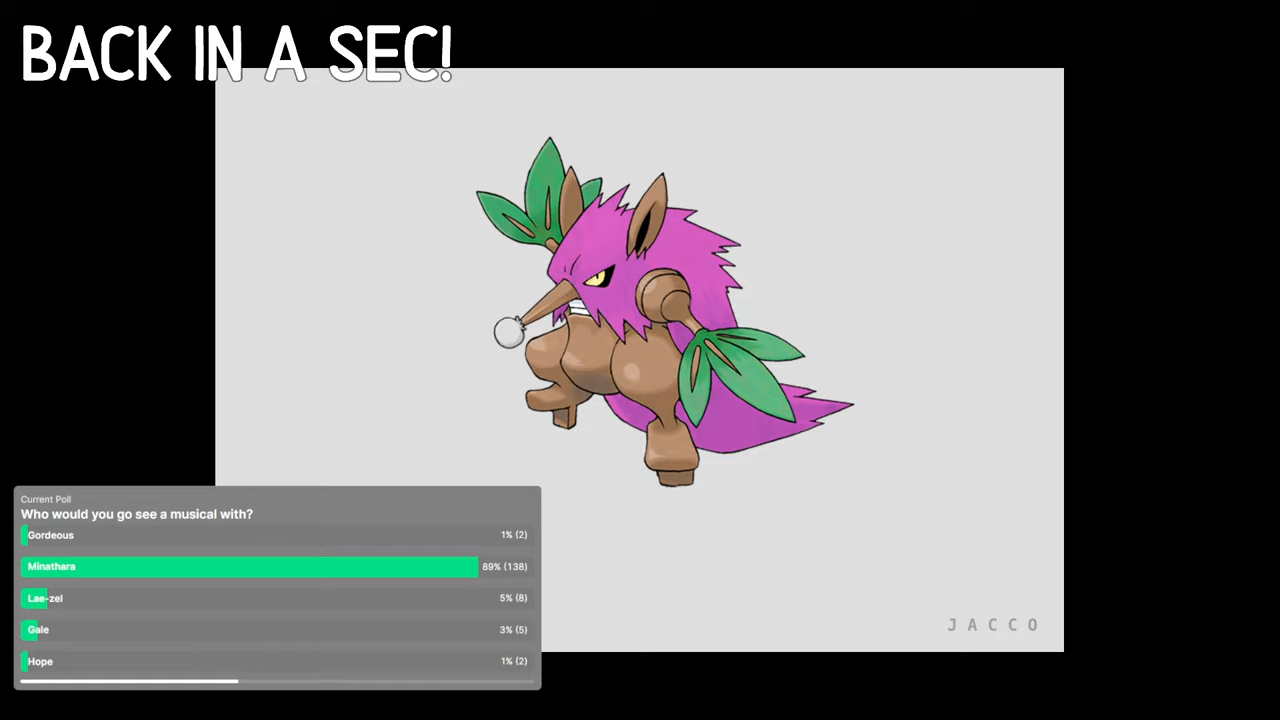 BACK IN A SEC!
Current Poll
Who would you go see a musical with?
Gordeous 1% (2)
Minathara 89% (138)
Lae-zel 5% (8)
Gale 3% (5)
Hope 1% (2)
JACCO